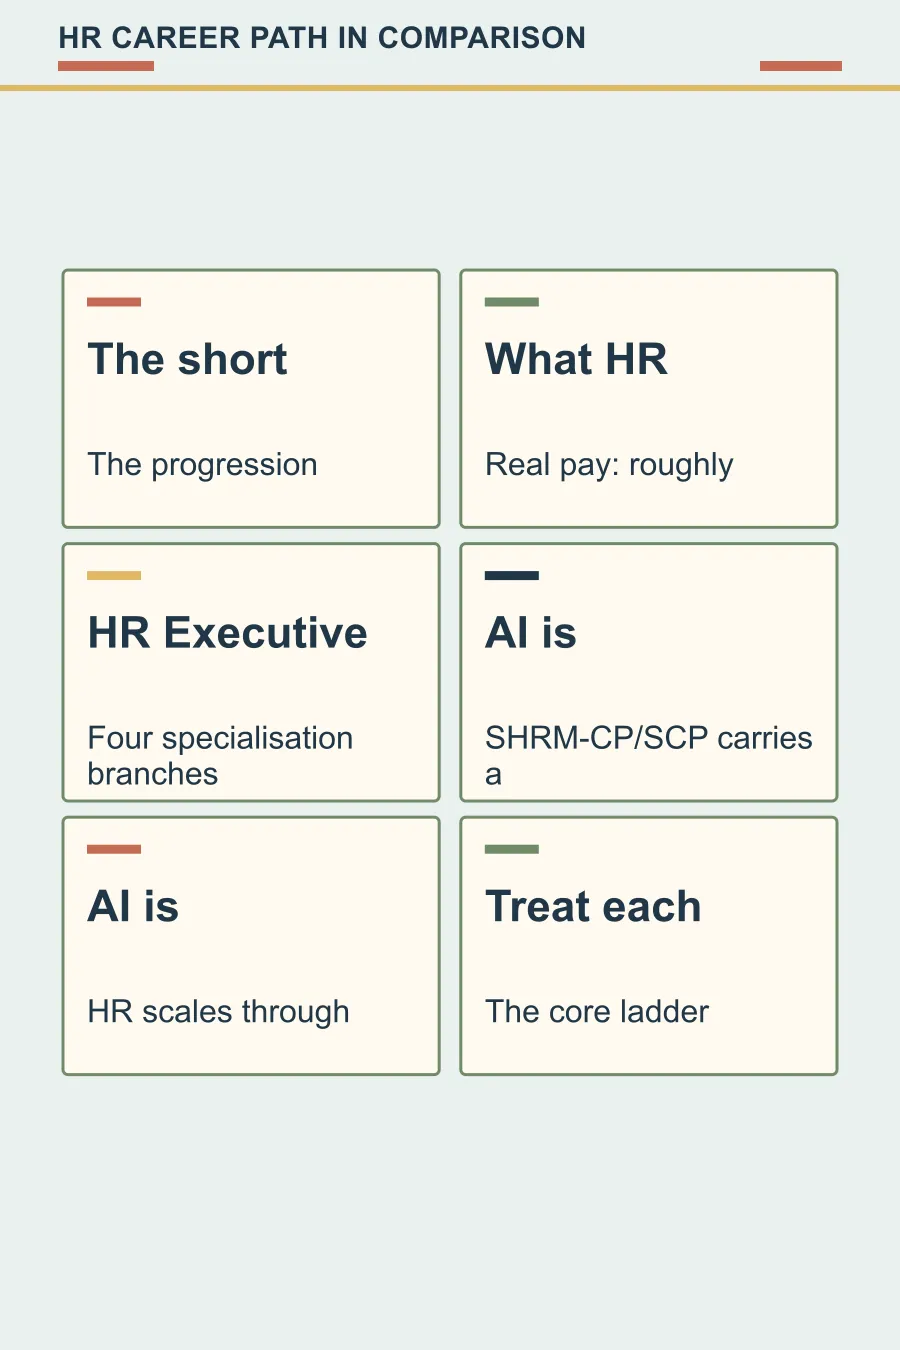 HR CAREER PATH IN COMPARISON
The short
The progression
What HR
Real pay: roughly
HR Executive
Four specialisation
branches
AI is
SHRM-CP/SCP carries
a
AI is
HR scales through
Treat each
The core ladder